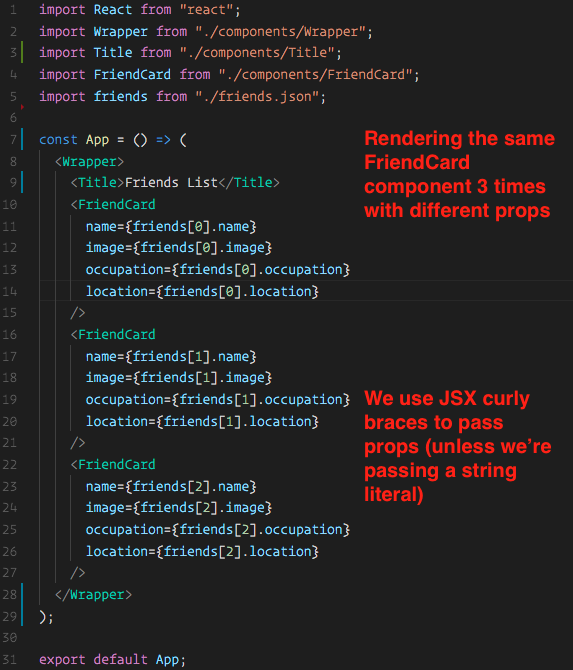 1 import React from "react";
2 import Wrapper from "./components/Wrapper";
3 import Title from "./components/Title";
4 import FriendCard from "./components/FriendCard";
5 import friends from "./friends.json";
6
7 const App = () => (
8 <Wrapper>
9 <Title>Friends List</Title>
10 <FriendCard
11 name={friends[0].name}
12 image={friends[0].image}
13 occupation={friends[0].occupation}
14 location={friends[0].location}
15 />
16 <FriendCard
17 name={friends[1].name}
18 image={friends[1].image}
19 occupation={friends[1].occupation}
20 location={friends[1].location}
21 />
22 <FriendCard
23 name={friends[2].name}
24 image={friends[2].image}
25 occupation={friends[2].occupation}
26 location={friends[2].location}
27 />
28 </Wrapper>
29 );
30
31 export default App;
Rendering the same
FriendCard
component 3 times
with different props
We use JSX curly
braces to pass
props (unless we're
passing a string
literal)